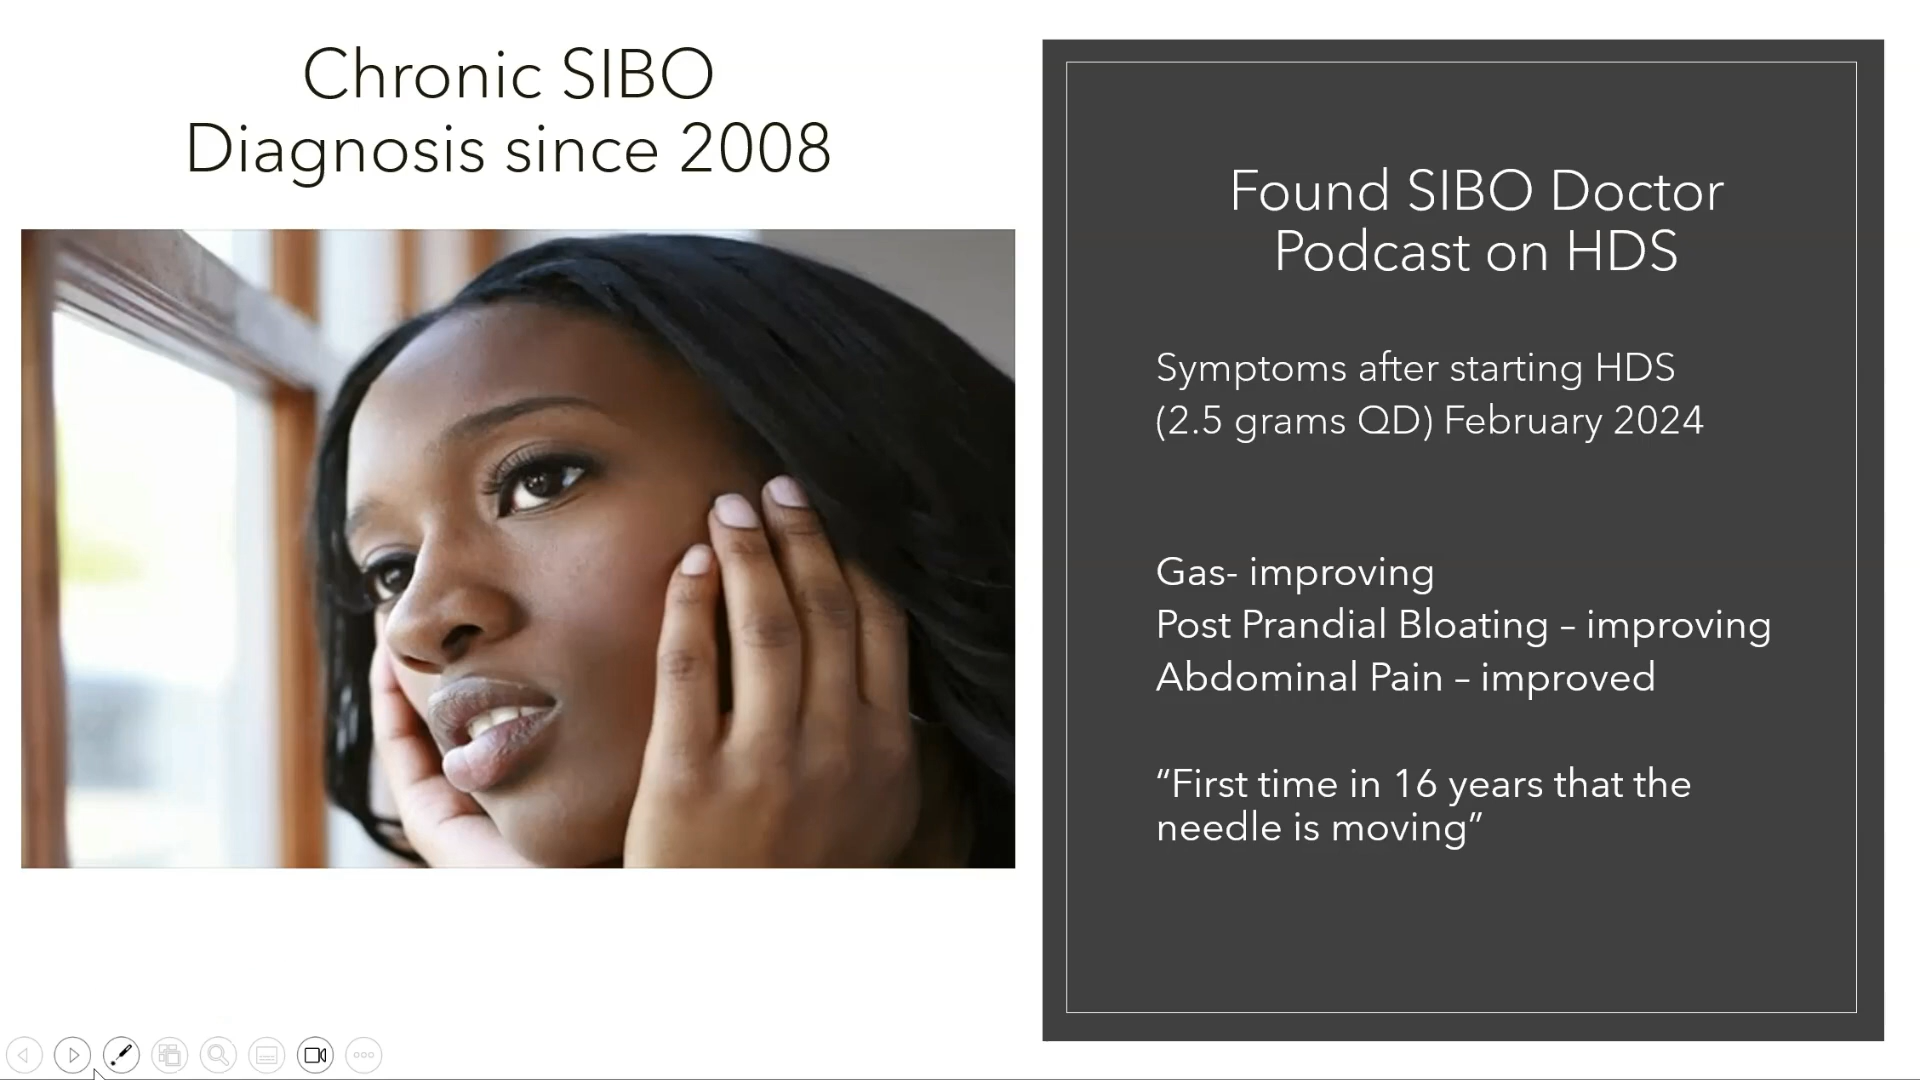 Chronic SIBO
Diagnosis since 2008
Found SIBO Doctor
Podcast on HDS
Symptoms after starting HDS
(2.5 grams QD) February 2024
Gas- improving
Post Prandial Bloating – improving
Abdominal Pain – improved
“First time in 16 years that the
needle is moving”